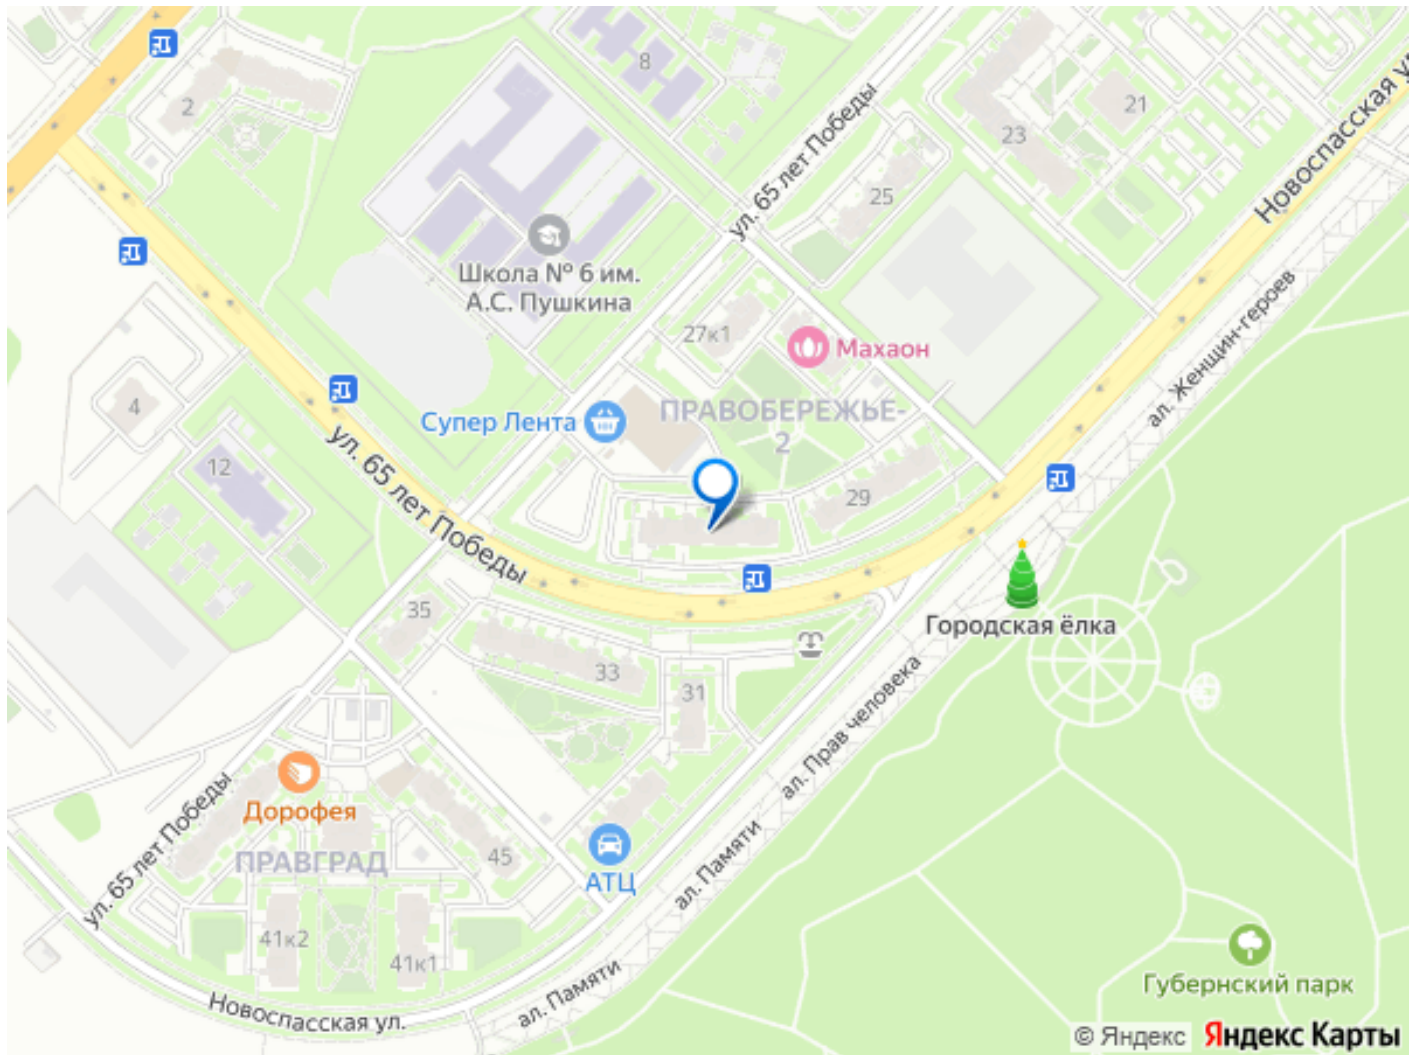 8
2
21
23
Новоспасская ул.
ул. 65 лет Победы
25
Школа № 6 им.
А.С. Пушкина
27к1
Махаон
ал. Женщин-героев
4
Супер Лента
ПРАВОБЕРЕЖЬЕ-
2
12
ул. 65 лет Победы
29
35
Городская ёлка
33
31
ал. Прав человека
Дорофея
ул. 65 лет Победы
ПРАВГРАД
45
АТЦ
ал. Памяти
41к2
41к1
Губернский парк
ал. Памяти
Новоспасская ул.
© Яндекс Яндекс Карты